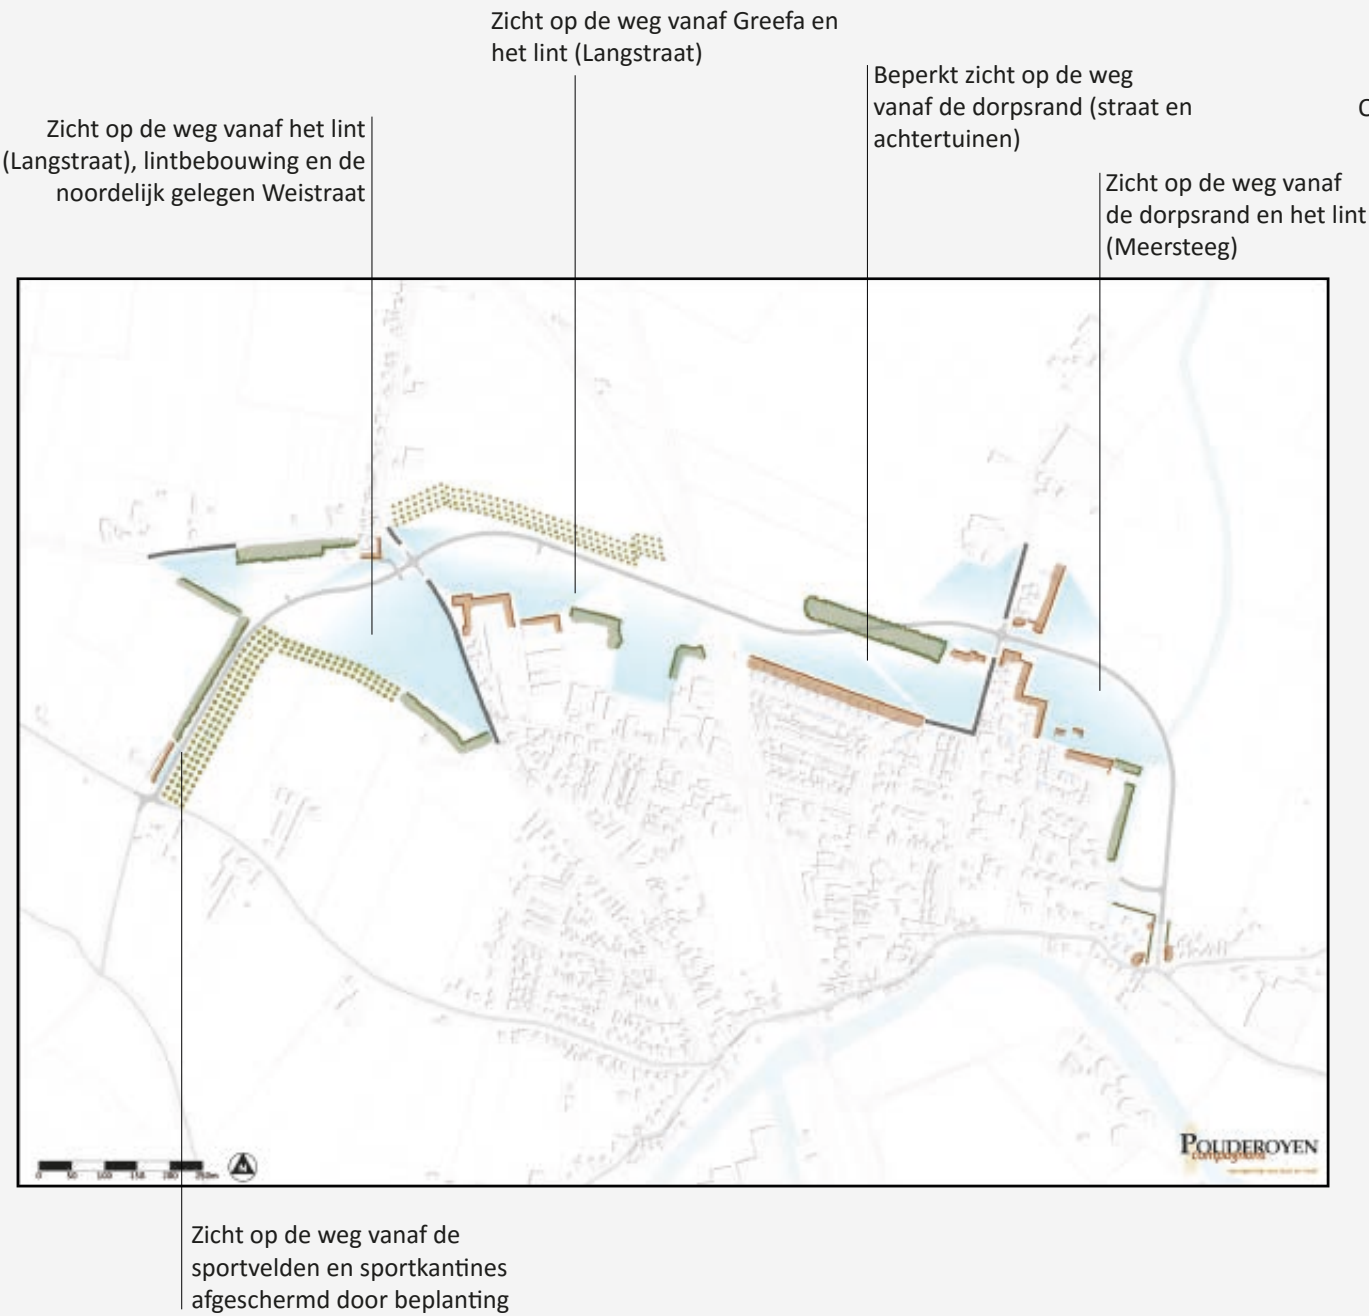 Zicht op de weg vanaf Greefa en
het lint (Langstraat)
Beperkt zicht op de weg
vanaf de dorpsrand (straat en
achtertuinen)
Zicht op de weg vanaf het lint
(Langstraat), lintbebouwing en de
noordelijk gelegen Weistraat
Zicht op de weg vanaf
de dorpsrand en het lint
(Meersteeg)
POUDEROYEN
compagnons
0 50 100 150 200 250m
Zicht op de weg vanaf de
sportvelden en sportkantines
afgeschermd door beplanting